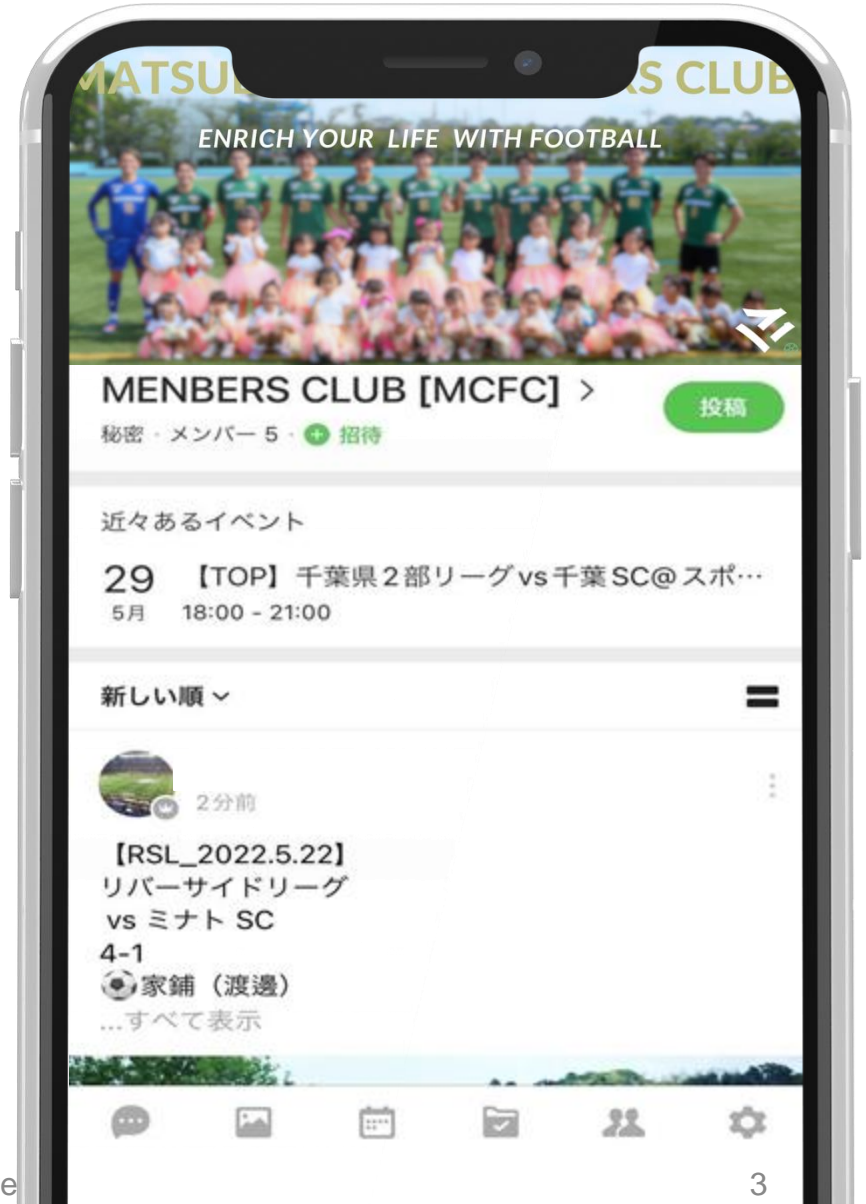 MATSU
S CLUB
ENRICH YOUR LIFE WITH FOOTBALL
MENBERS CLUB [MCFC] >
投稿
秘密・メンバー 5・招待
近々あるイベント
29 【TOP】千葉県2部リーグvs千葉SC@スポ…
5月 18:00 - 21:00
新しい順
2分前
【RSL_2022.5.22】
リバーサイドリーグ
vs ミナト SC
4-1
⚽家鋪（渡邊）
...すべて表示
e
3